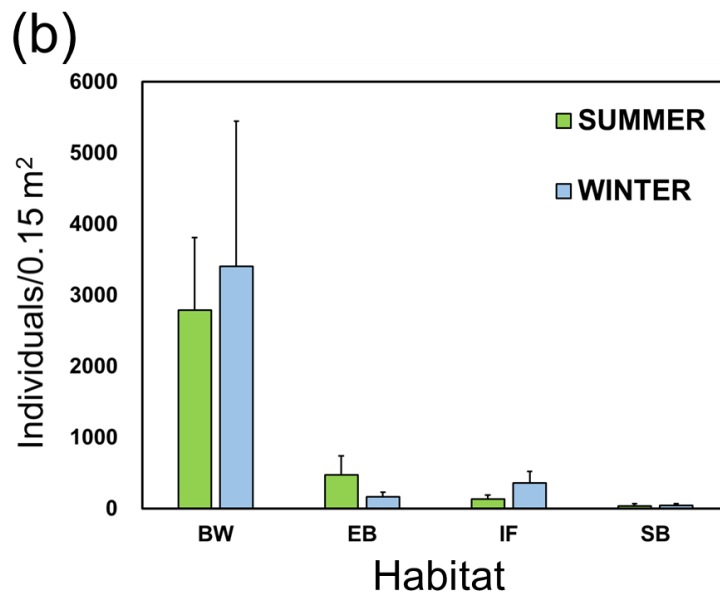 (b)
6000
5000
4000
3000
2000
1000
0
Individuals/0.15 m²
SUMMER
WINTER
BW EB IF SB
Habitat